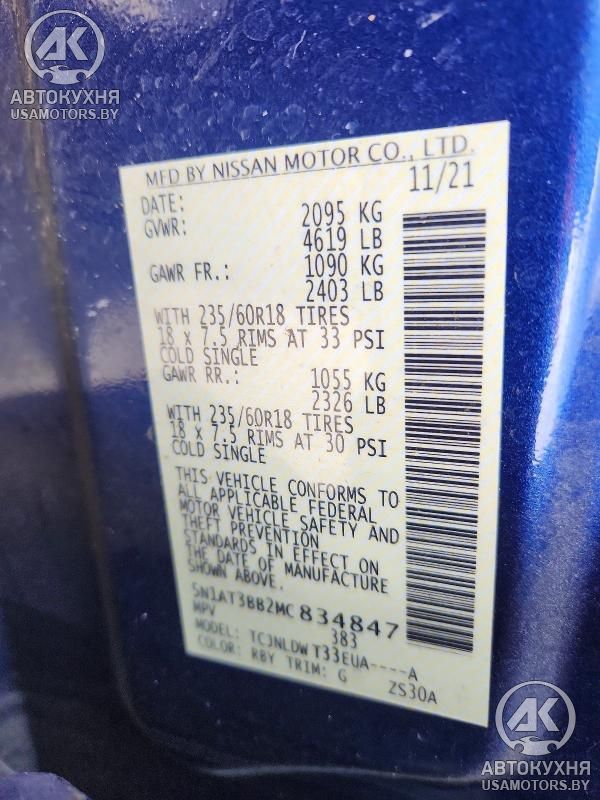 АК
АВТОКУХНЯ
USAMOTORS.BY
MFD BY NISSAN MOTOR CO., LTD.
DATE: 11/21
GVWR: 2095 KG
4619 LB
GAWR FR.: 1090 KG
2403 LB
WITH 235/60R18 TIRES
18 x 7.5 RIMS AT 33 PSI
COLD SINGLE
GAWR RR.: 1055 KG
2326 LB
WITH 235/60R18 TIRES
18 x 7.5 RIMS AT 30 PSI
COLD SINGLE
THIS VEHICLE CONFORMS TO
ALL APPLICABLE FEDERAL
MOTOR VEHICLE SAFETY AND
THEFT PREVENTION
STANDARDS IN EFFECT ON
THE DATE OF MANUFACTURE
SHOWN ABOVE.
5N1AT3BB2MC834847
MPV 383
MODEL: TCJNLDWT33EUA----A
COLOR: RBY TRIM: G ZS30A
АК
АВТОКУХНЯ
USAMOTORS.BY